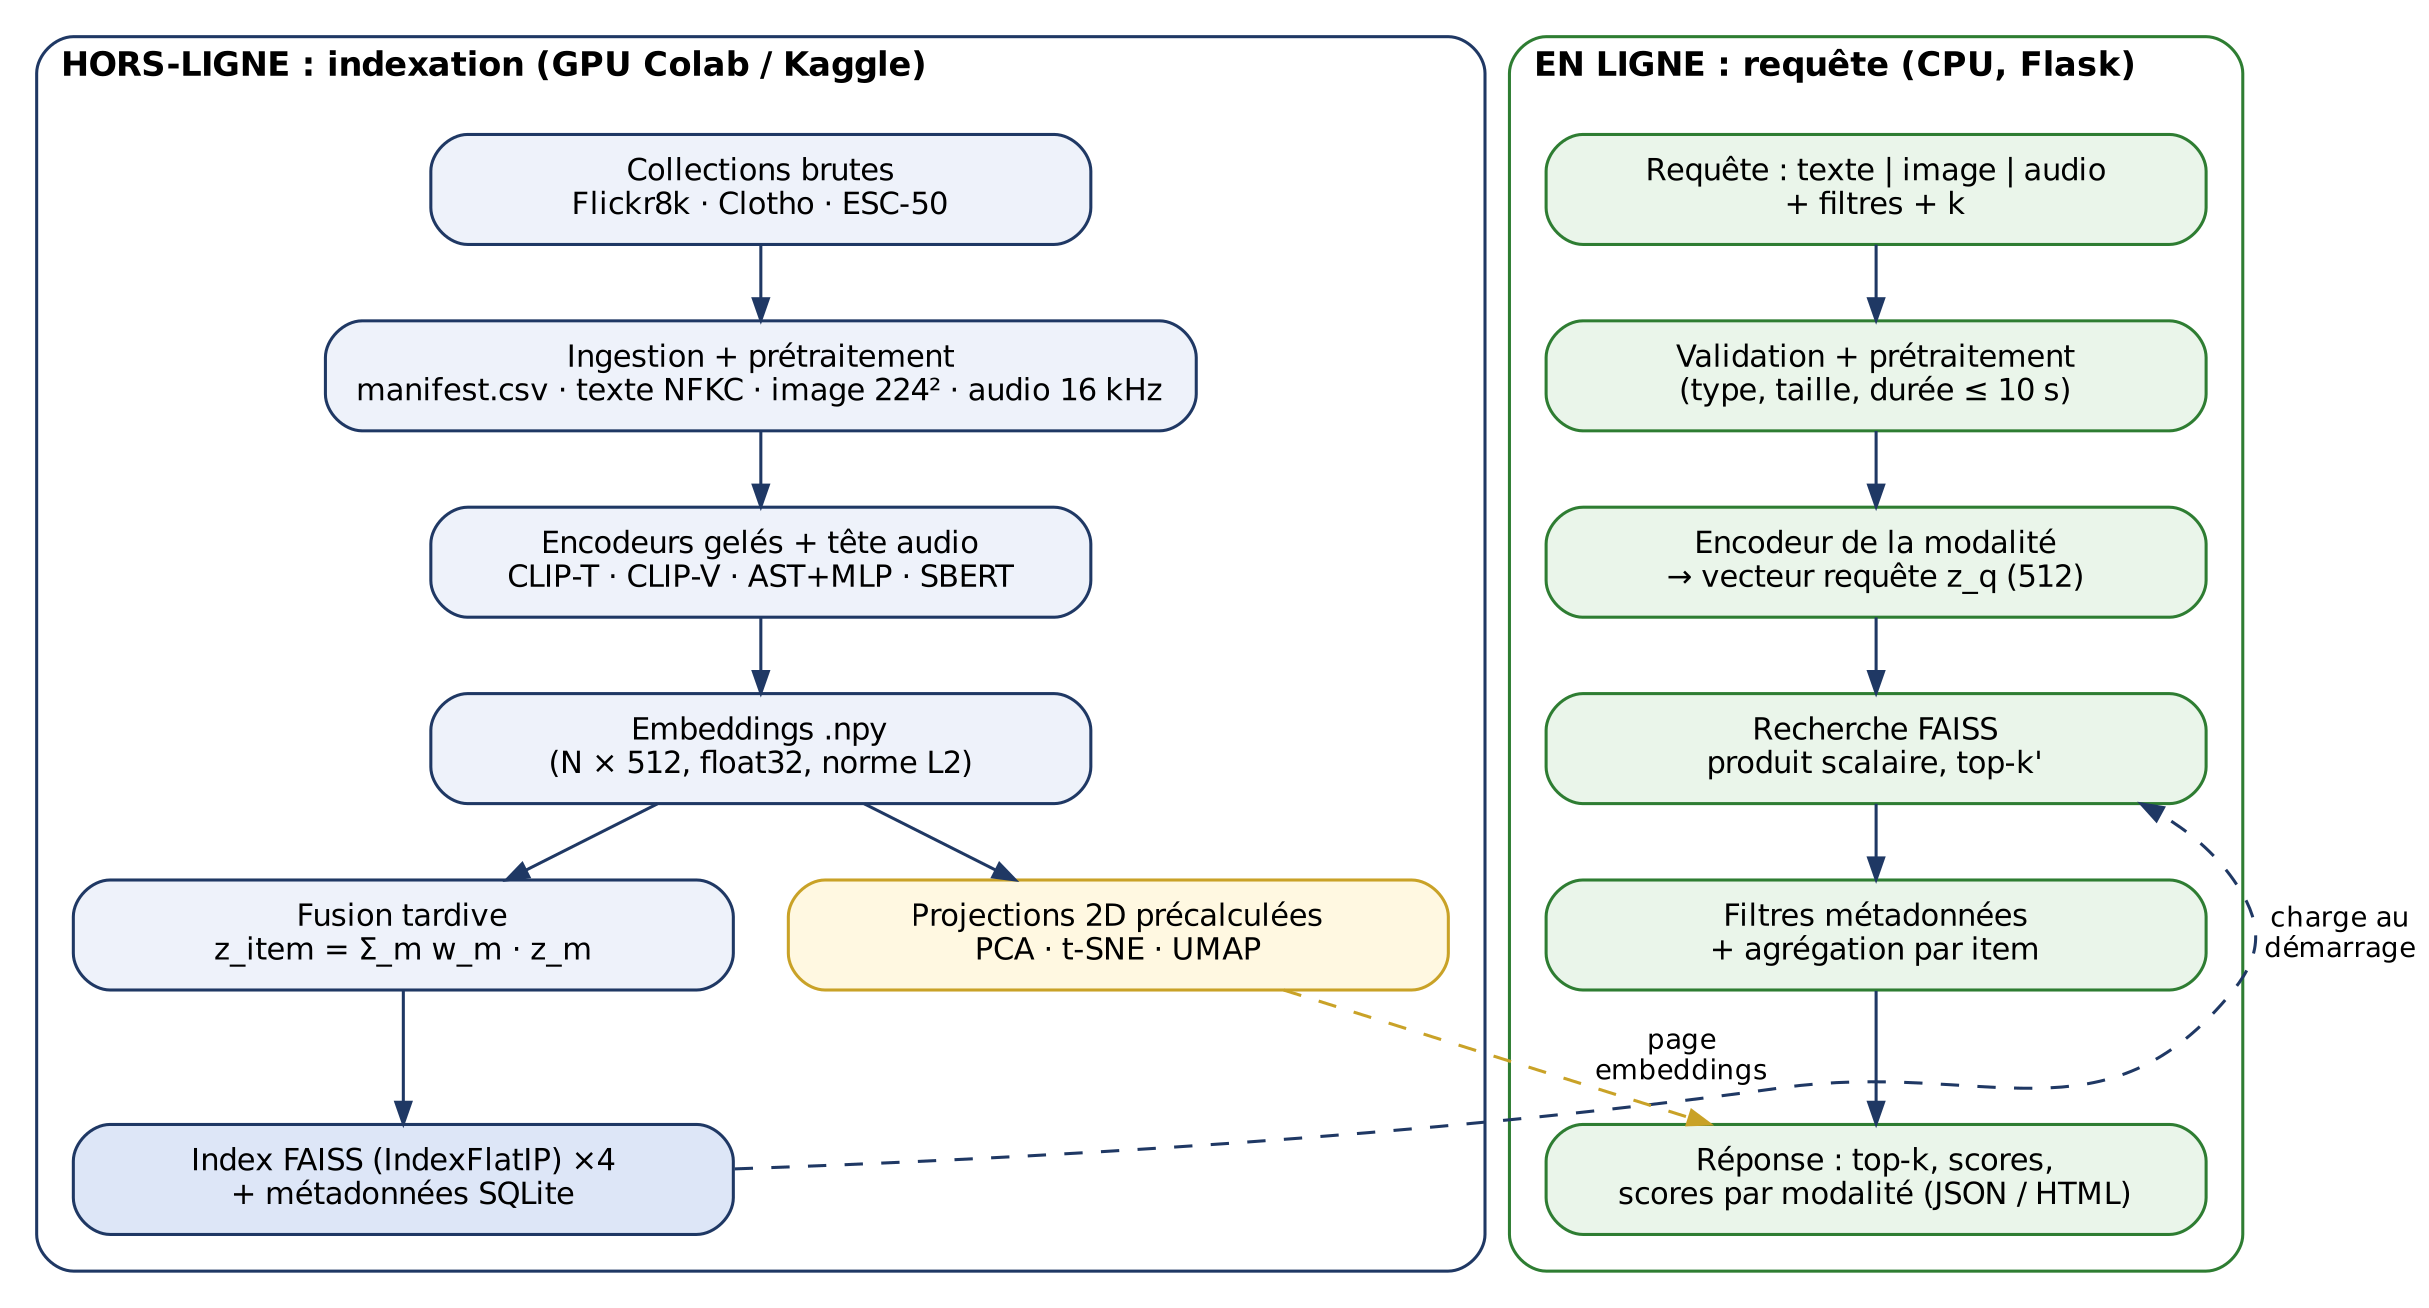 HORS-LIGNE : indexation (GPU Colab / Kaggle)
Collections brutes
Flickr8k · Clotho · ESC-50
Ingestion + prétraitement
manifest.csv · texte NFKC · image 224² · audio 16 kHz
Encodeurs gelés + tête audio
CLIP-T · CLIP-V · AST+MLP · SBERT
Embeddings .npy
(N × 512, float32, norme L2)
Fusion tardive
z_item = Σ_m w_m · z_m
Projections 2D précalculées
PCA · t-SNE · UMAP
Index FAISS (IndexFlatIP) ×4
+ métadonnées SQLite
EN LIGNE : requête (CPU, Flask)
Requête : texte | image | audio
+ filtres + k
Validation + prétraitement
(type, taille, durée ≤ 10 s)
Encodeur de la modalité
→ vecteur requête z_q (512)
Recherche FAISS
produit scalaire, top-k'
Filtres métadonnées
+ agrégation par item
charge au
démarrage
page
embeddings
Réponse : top-k, scores,
scores par modalité (JSON / HTML)